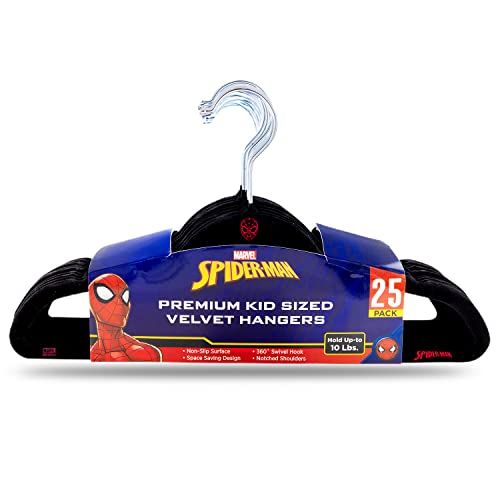 MARVEL
SPIDER-MAN
PREMIUM KID SIZED
VELVET HANGERS
25
PACK
• Non-Slip Surface
• Space Saving Design
• 360° Swivel Hook
• Notched Shoulders
Hold Up-to
10 Lbs.
SPIDER-MAN